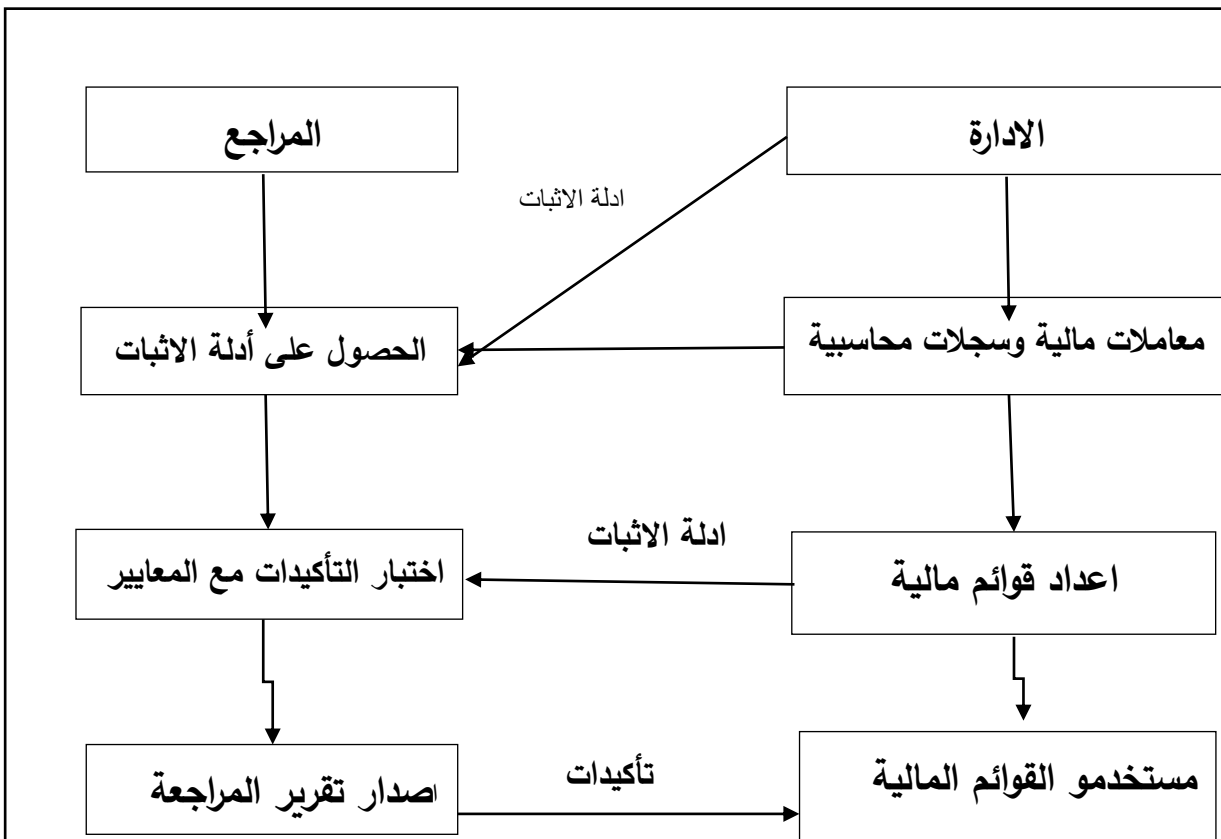 الادارة
المراجع
ادلة الاثبات
معاملات مالية وسجلات محاسبية
الحصول على أدلة الاثبات
ادلة الاثبات
اعداد قوائم مالية
اختبار التأكيدات مع المعايير
مستخدمو القوائم المالية
تأكيدات
اصدار تقرير المراجعة